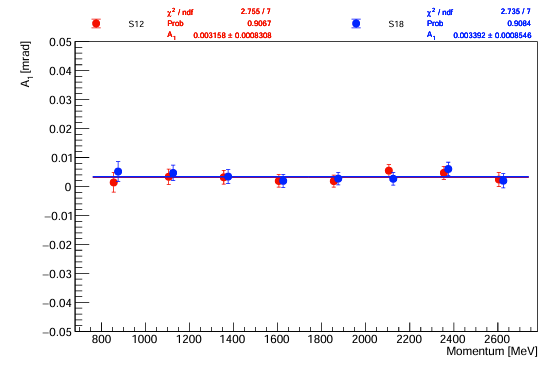 S12
χ² / ndf 2.755 / 7
Prob 0.9067
A₁ 0.003158 ± 0.0008308
S18
χ² / ndf 2.735 / 7
Prob 0.9084
A₁ 0.003392 ± 0.0008546
A₁ [mrad]
0.05
0.04
0.03
0.02
0.01
0
−0.01
−0.02
−0.03
−0.04
−0.05
800 1000 1200 1400 1600 1800 2000 2200 2400 2600
Momentum [MeV]